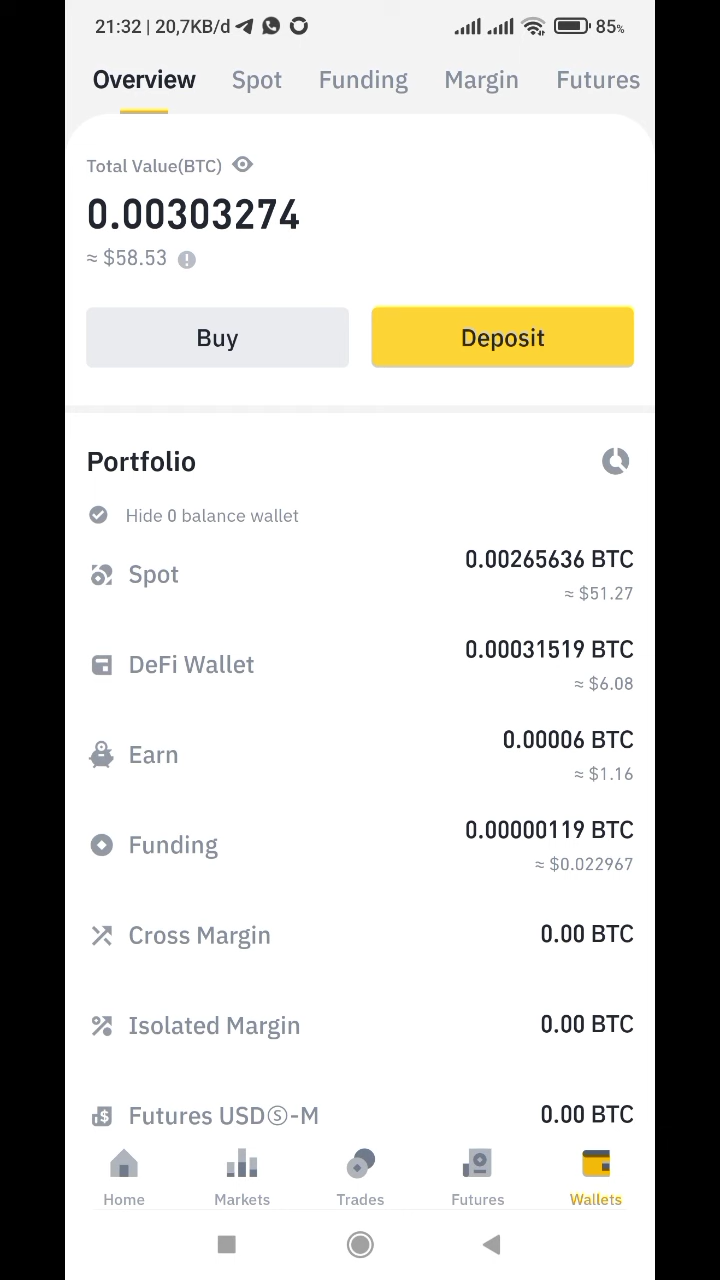 21:32 | 20,7KB/d 85%
Overview Spot Funding Margin Futures
Total Value(BTC)
0.00303274
≈ $58.53
Buy Deposit
Portfolio
Hide 0 balance wallet
Spot 0.00265636 BTC
≈ $51.27
DeFi Wallet 0.00031519 BTC
≈ $6.08
Earn 0.00006 BTC
≈ $1.16
Funding 0.00000119 BTC
≈ $0.022967
Cross Margin 0.00 BTC
Isolated Margin 0.00 BTC
Futures USDⓈ-M 0.00 BTC
Home Markets Trades Futures Wallets